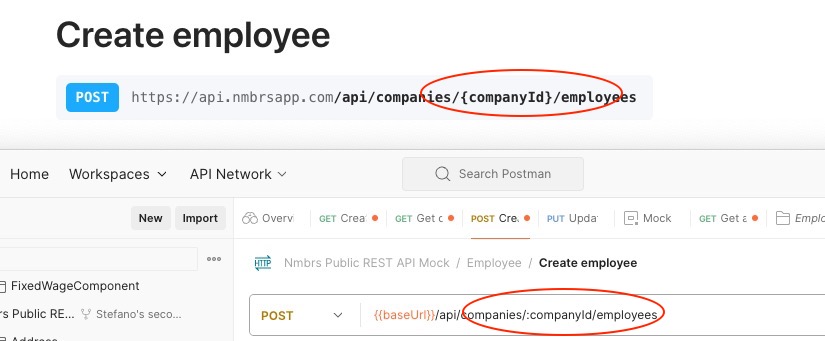 Create employee
POST https://api.nmbrsapp.com/api/companies/{companyId}/employees
Home Workspaces API Network Search Postman
New Import Overv GET Crea GET Get c POST Cre. PUT Upda Mock GET Get a Emplo
HTTP Nmbrs Public REST API Mock / Employee / Create employee
FixedWageComponent
POST {{baseUrl}}/api/companies/:companyId/employees
rs Public RE... Stefano's seco...
Address